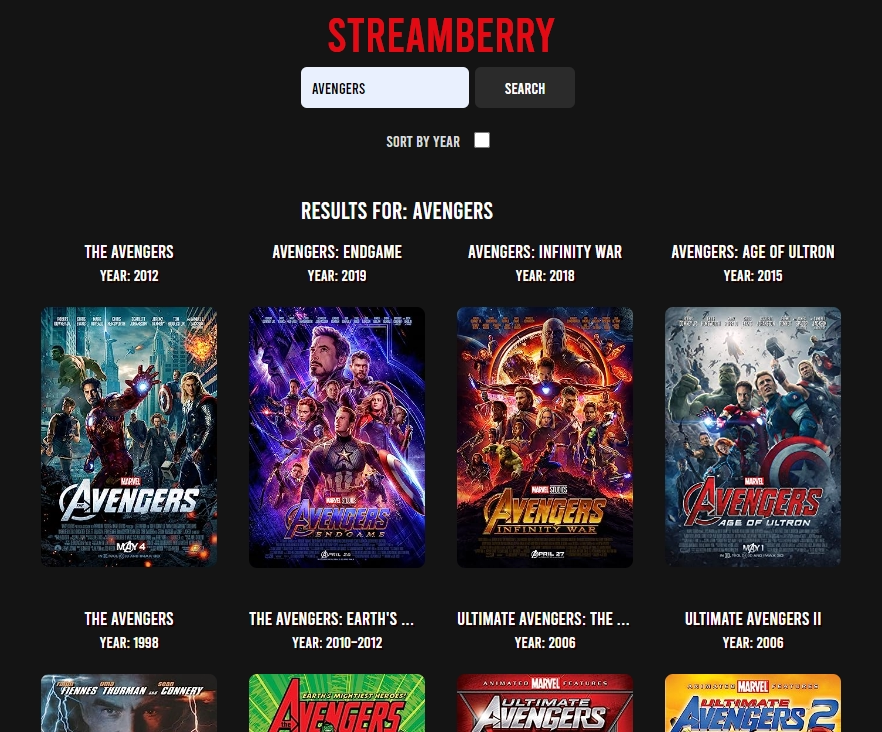 STREAMBERRY
AVENGERS SEARCH
SORT BY YEAR
RESULTS FOR: AVENGERS
THE AVENGERS AVENGERS: ENDGAME AVENGERS: INFINITY WAR AVENGERS: AGE OF ULTRON
YEAR: 2012 YEAR: 2019 YEAR: 2018 YEAR: 2015
MARVEL
AVENGERS
MAY 4
MARVEL STUDIOS
AVENGERS
ENDGAME
APRIL 26
MARVEL STUDIOS
AVENGERS
INFINITY WAR
APRIL 27
MARVEL
AVENGERS
AGE OF ULTRON
MAY 1
THE AVENGERS THE AVENGERS: EARTH'S ... ULTIMATE AVENGERS: THE ... ULTIMATE AVENGERS II
YEAR: 1998 YEAR: 2010–2012 YEAR: 2006 YEAR: 2006
ralph uma sean
FIENNES THURMAN and CONNERY
EARTH'S MIGHTIEST HEROES!
THE AVENGERS
ANIMATED MARVEL FEATURES
ULTIMATE
AVENGERS
ANIMATED MARVEL FEATURES
ULTIMATE
AVENGERS 2